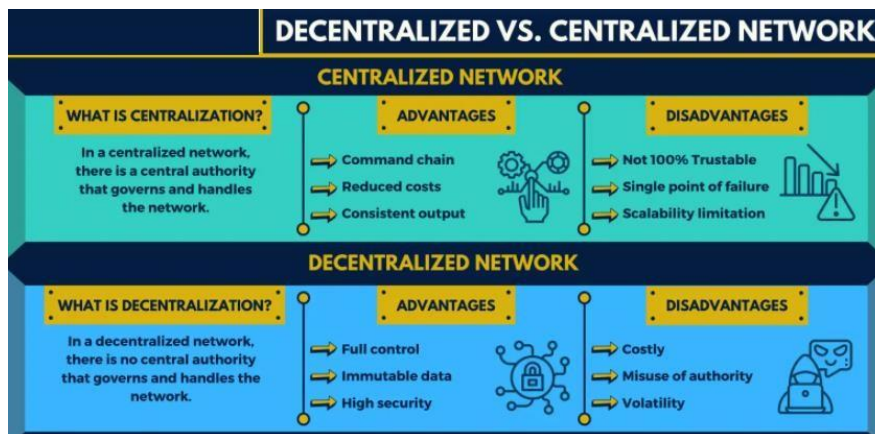 DECENTRALIZED VS. CENTRALIZED NETWORK
CENTRALIZED NETWORK
WHAT IS CENTRALIZATION?
In a centralized network,
there is a central authority
that governs and handles
the network.
ADVANTAGES
Command chain
Reduced costs
Consistent output
DISADVANTAGES
Not 100% Trustable
Single point of failure
Scalability limitation
DECENTRALIZED NETWORK
WHAT IS DECENTRALIZATION?
In a decentralized network,
there is no central authority
that governs and handles the
network.
ADVANTAGES
Full control
Immutable data
High security
DISADVANTAGES
Costly
Misuse of authority
Volatility